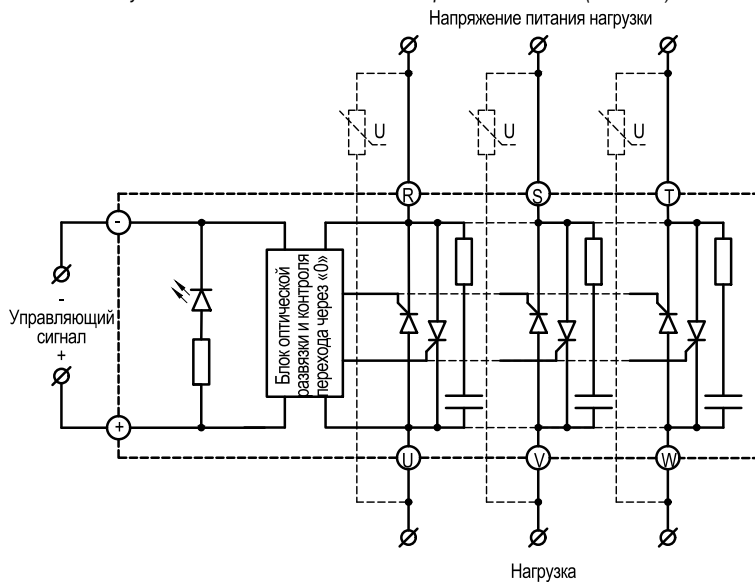 Напряжение питания нагрузки
U
U
U
R
S
T
-
-
Управляющий
сигнал
+
+
Блок оптической
развязки и контроля
перехода через «0»
U
V
W
Нагрузка